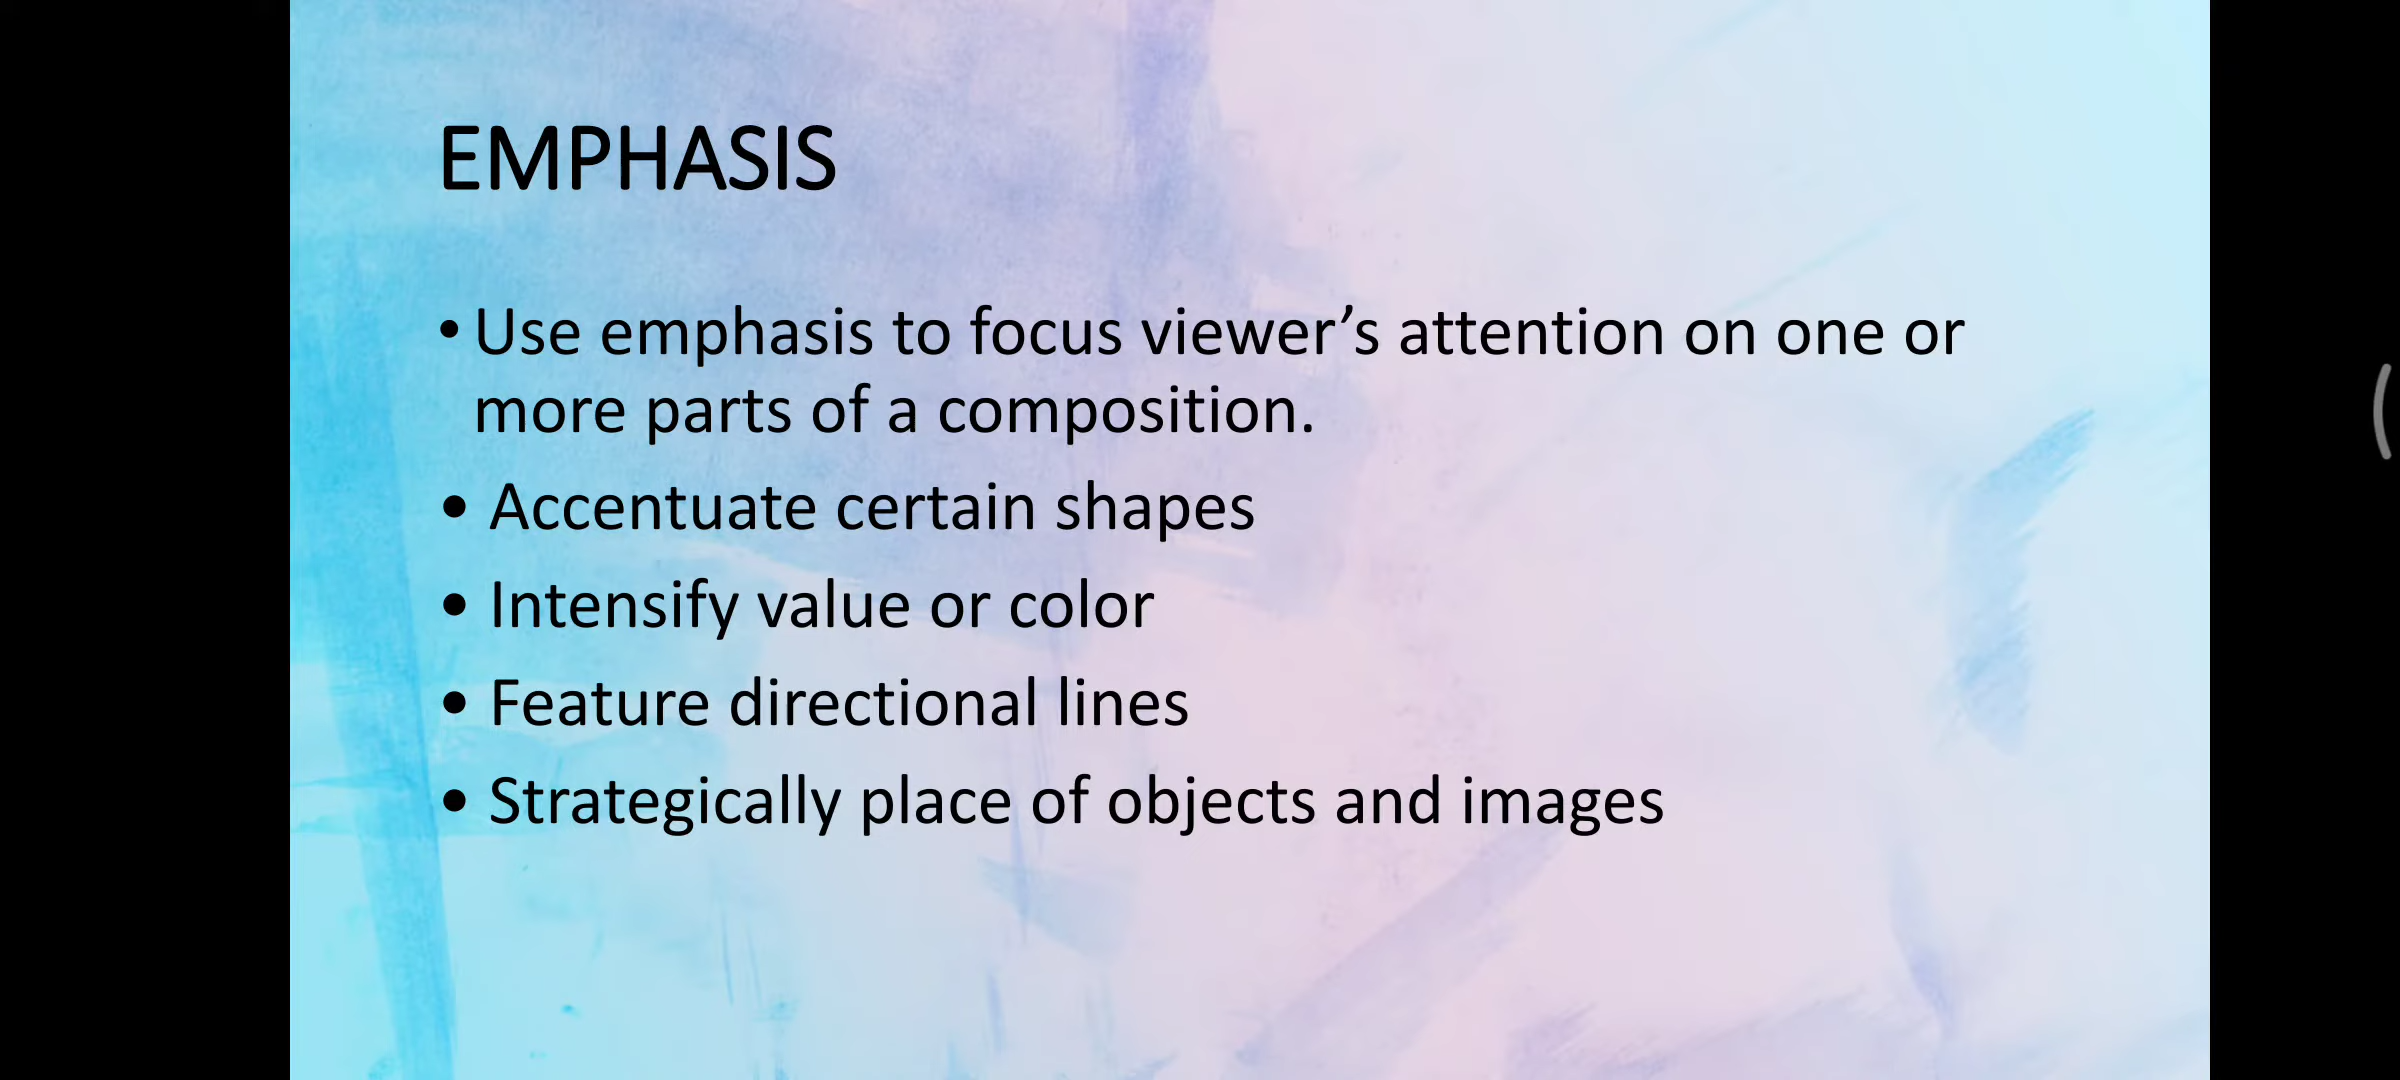 EMPHASIS
• Use emphasis to focus viewer’s attention on one or
more parts of a composition.
• Accentuate certain shapes
• Intensify value or color
• Feature directional lines
• Strategically place of objects and images